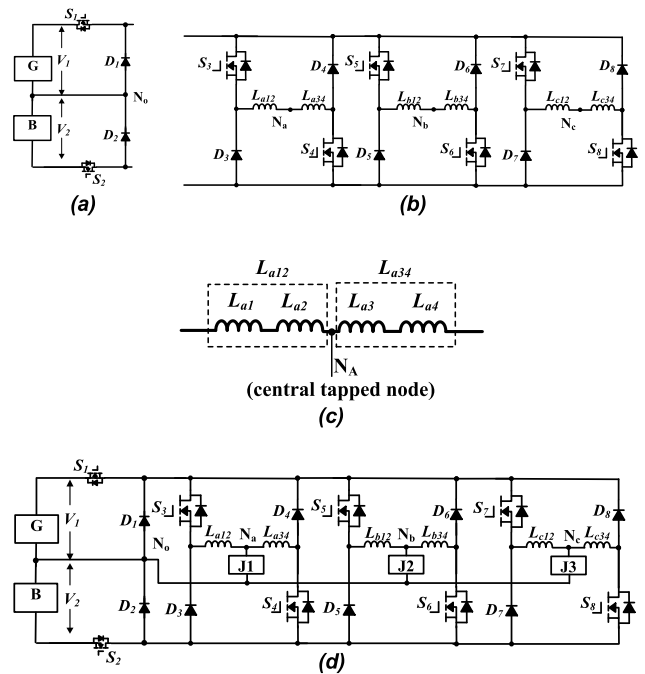 S1
G
V1
D1
No
B
V2
D2
S2
(a)
S3 D4 S5 D6 S7 D8
La12 La34 Lb12 Lb34 Lc12 Lc34
Na Nb Nc
D3 S4 D5 S6 D7 S8
(b)
La12 La34
La1 La2 La3 La4
NA
(central tapped node)
(c)
S1
G V1 D1 S3 D4 S5 D6 S7 D8
No La12 Na La34 Lb12 Nb Lb34 Lc12 Nc Lc34
J1 J2 J3
B V2 D2 D3 S4 D5 S6 D7 S8
S2
(d)